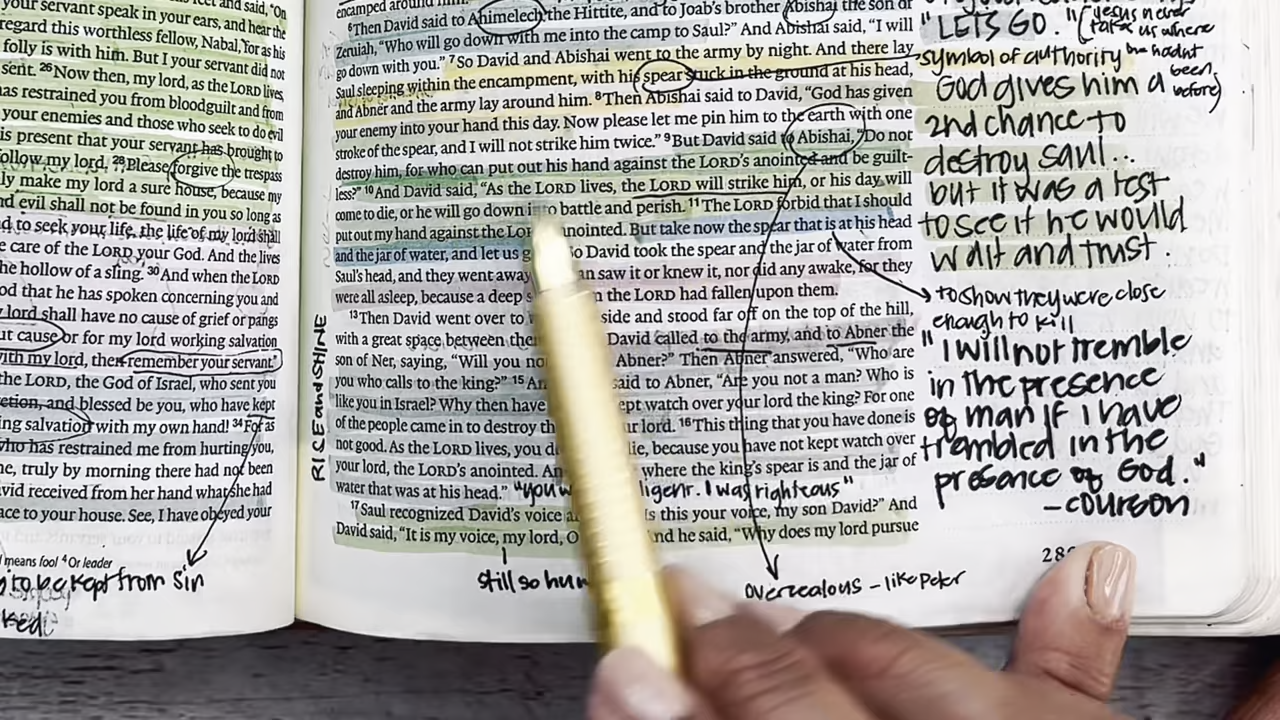 your servant speak in your ears, and hear the
regard this worthless fellow, Nabal, for as his
folly is with him. But I your servant did not
sent. 26 Now then, my lord, as the LORD lives,
has restrained you from bloodguilt and from
your enemies and those who seek to do evil
is present that your servant has brought to
follow my lord. 28 Please forgive the trespass
make my lord a sure house, because my
nd evil shall not be found in you so long as
to seek your life, the life of my lord shall
e care of the LORD your God. And the lives
the hollow of a sling. 30 And when the LORD
d that he has spoken concerning you and
lord shall have no cause of grief or pangs
cause or for my lord working salvation
with my lord, then remember your servant."
the LORD, the God of Israel, who sent you
etion, and blessed be you, who have kept
ing salvation with my own hand! 34 For as
who has restrained me from hurting you,
me, truly by morning there had not been
avid received from her hand what she had
ace to your house. See, I have obeyed your
means fool 4 Or leader
to be kept from sin
encamped around him.
6 Then David said to Ahimelech the Hittite, and to Joab's brother Abishai the son of
Zeruiah, "Who will go down with me into the camp to Saul?" And Abishai said, "I will
go down with you." 7 So David and Abishai went to the army by night. And there lay
Saul sleeping within the encampment, with his spear stuck in the ground at his head,
and Abner and the army lay around him. 8 Then Abishai said to David, "God has given
your enemy into your hand this day. Now please let me pin him to the earth with one
stroke of the spear, and I will not strike him twice." 9 But David said to Abishai, "Do not
destroy him, for who can put out his hand against the LORD's anointed and be guilt-
less?" 10 And David said, "As the LORD lives, the LORD will strike him, or his day will
come to die, or he will go down into battle and perish. 11 The LORD forbid that I should
put out my hand against the LORD's anointed. But take now the spear that is at his head
and the jar of water, and let us g So David took the spear and the jar of water from
Saul's head, and they went away an saw it or knew it, nor did any awake, for they
were all asleep, because a deep s n the LORD had fallen upon them.
13 Then David went over to side and stood far off on the top of the hill,
with a great space between the David called to the army, and to Abner the
son of Ner, saying, "Will you no Abner?" Then Abner answered, "Who are
you who calls to the king?" 15 An said to Abner, "Are you not a man? Who is
like you in Israel? Why then have ept watch over your lord the king? For one
of the people came in to destroy th ur lord. 16 This thing that you have done is
not good. As the LORD lives, you d ie, because you have not kept watch over
your lord, the LORD's anointed. An where the king's spear is and the jar of
water that was at his head." "you w ligent. I was righteous"
17 Saul recognized David's voice a Is this your voice, my son David?" And
David said, "It is my voice, my lord, O nd he said, "Why does my lord pursue
still so hum
overzealous - like Peter
RISE and SHINE
"LETS GO." (Jesus never
takes us where
he hadnt
been
before)
symbol of authority
God gives him a
2nd chance to
destroy saul...
but it was a test
to see if he would
wait and trust.
to show they were close
enough to kill
"I will not tremble
in the presence
of man if I have
trembled in the
presence of God."
- courson